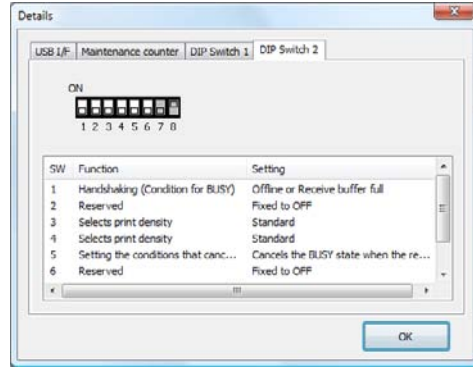 Details
USB I/F Maintenance counter DIP Switch 1 DIP Switch 2
ON
1 2 3 4 5 6 7 8
SW Function Setting
1 Handshaking (Condition for BUSY) Offline or Receive buffer full
2 Reserved Fixed to OFF
3 Selects print density Standard
4 Selects print density Standard
5 Setting the conditions that canc... Cancels the BUSY state when the re...
6 Reserved Fixed to OFF
OK